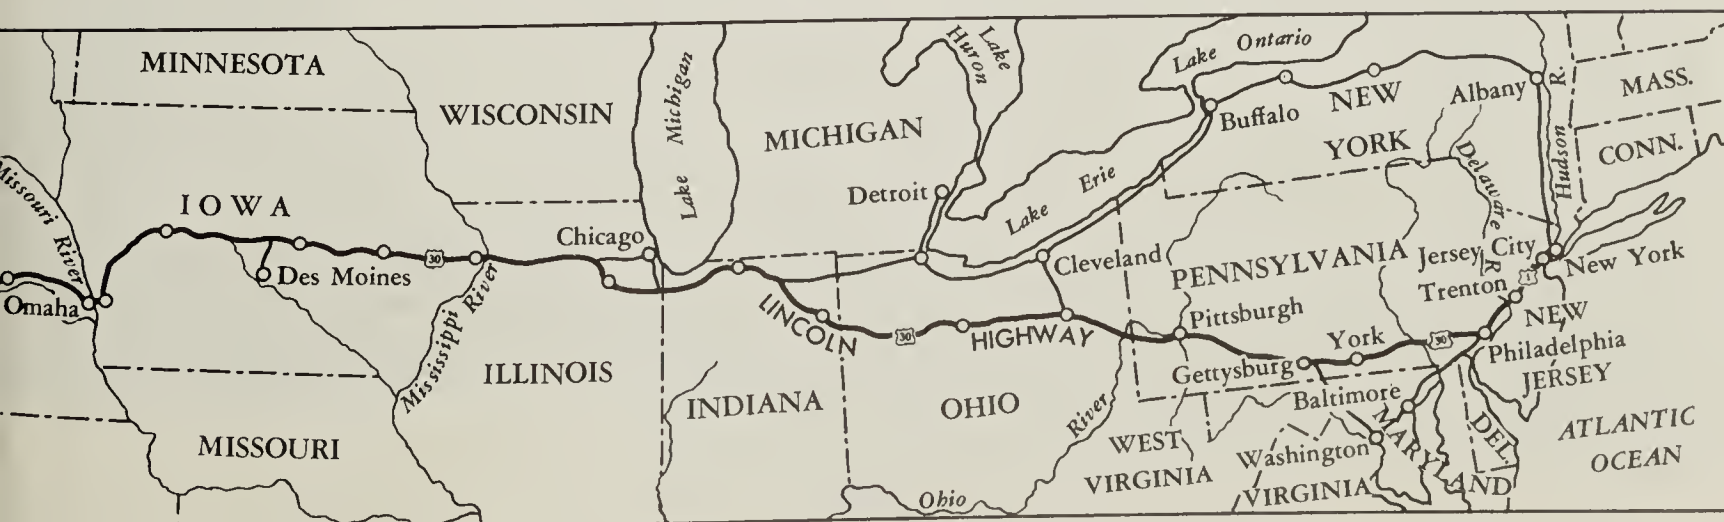 MINNESOTA
WISCONSIN
Lake Michigan
MICHIGAN
Lake
Huron
Lake Ontario
Buffalo
NEW
YORK
Albany
Hudson R.
MASS.
CONN.
Missouri River
IOWA
Chicago
Detroit
Lake Erie
Delaware R.
Omaha
Des Moines
30
Mississippi River
LINCOLN
30
HIGHWAY
Cleveland
PENNSYLVANIA
Jersey City
New York
1
Trenton
Pittsburgh
York
30
NEW
JERSEY
Philadelphia
Gettysburg
Baltimore
ILLINOIS
INDIANA
OHIO
River
WEST
VIRGINIA
Washington
MARYLAND
DEL.
ATLANTIC
OCEAN
MISSOURI
Ohio
VIRGINIA